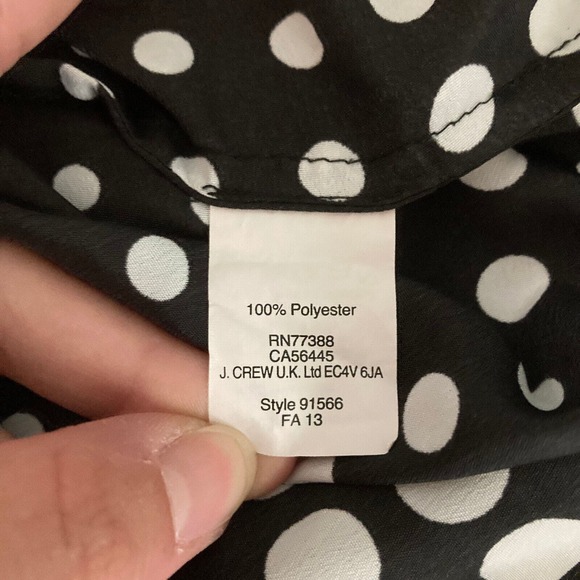 100% Polyester
RN77388
CA56445
J. CREW U.K. Ltd EC4V 6JA
Style 91566
FA 13